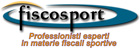 fiscosport
Professionisti esperti
in materie fiscali sportive